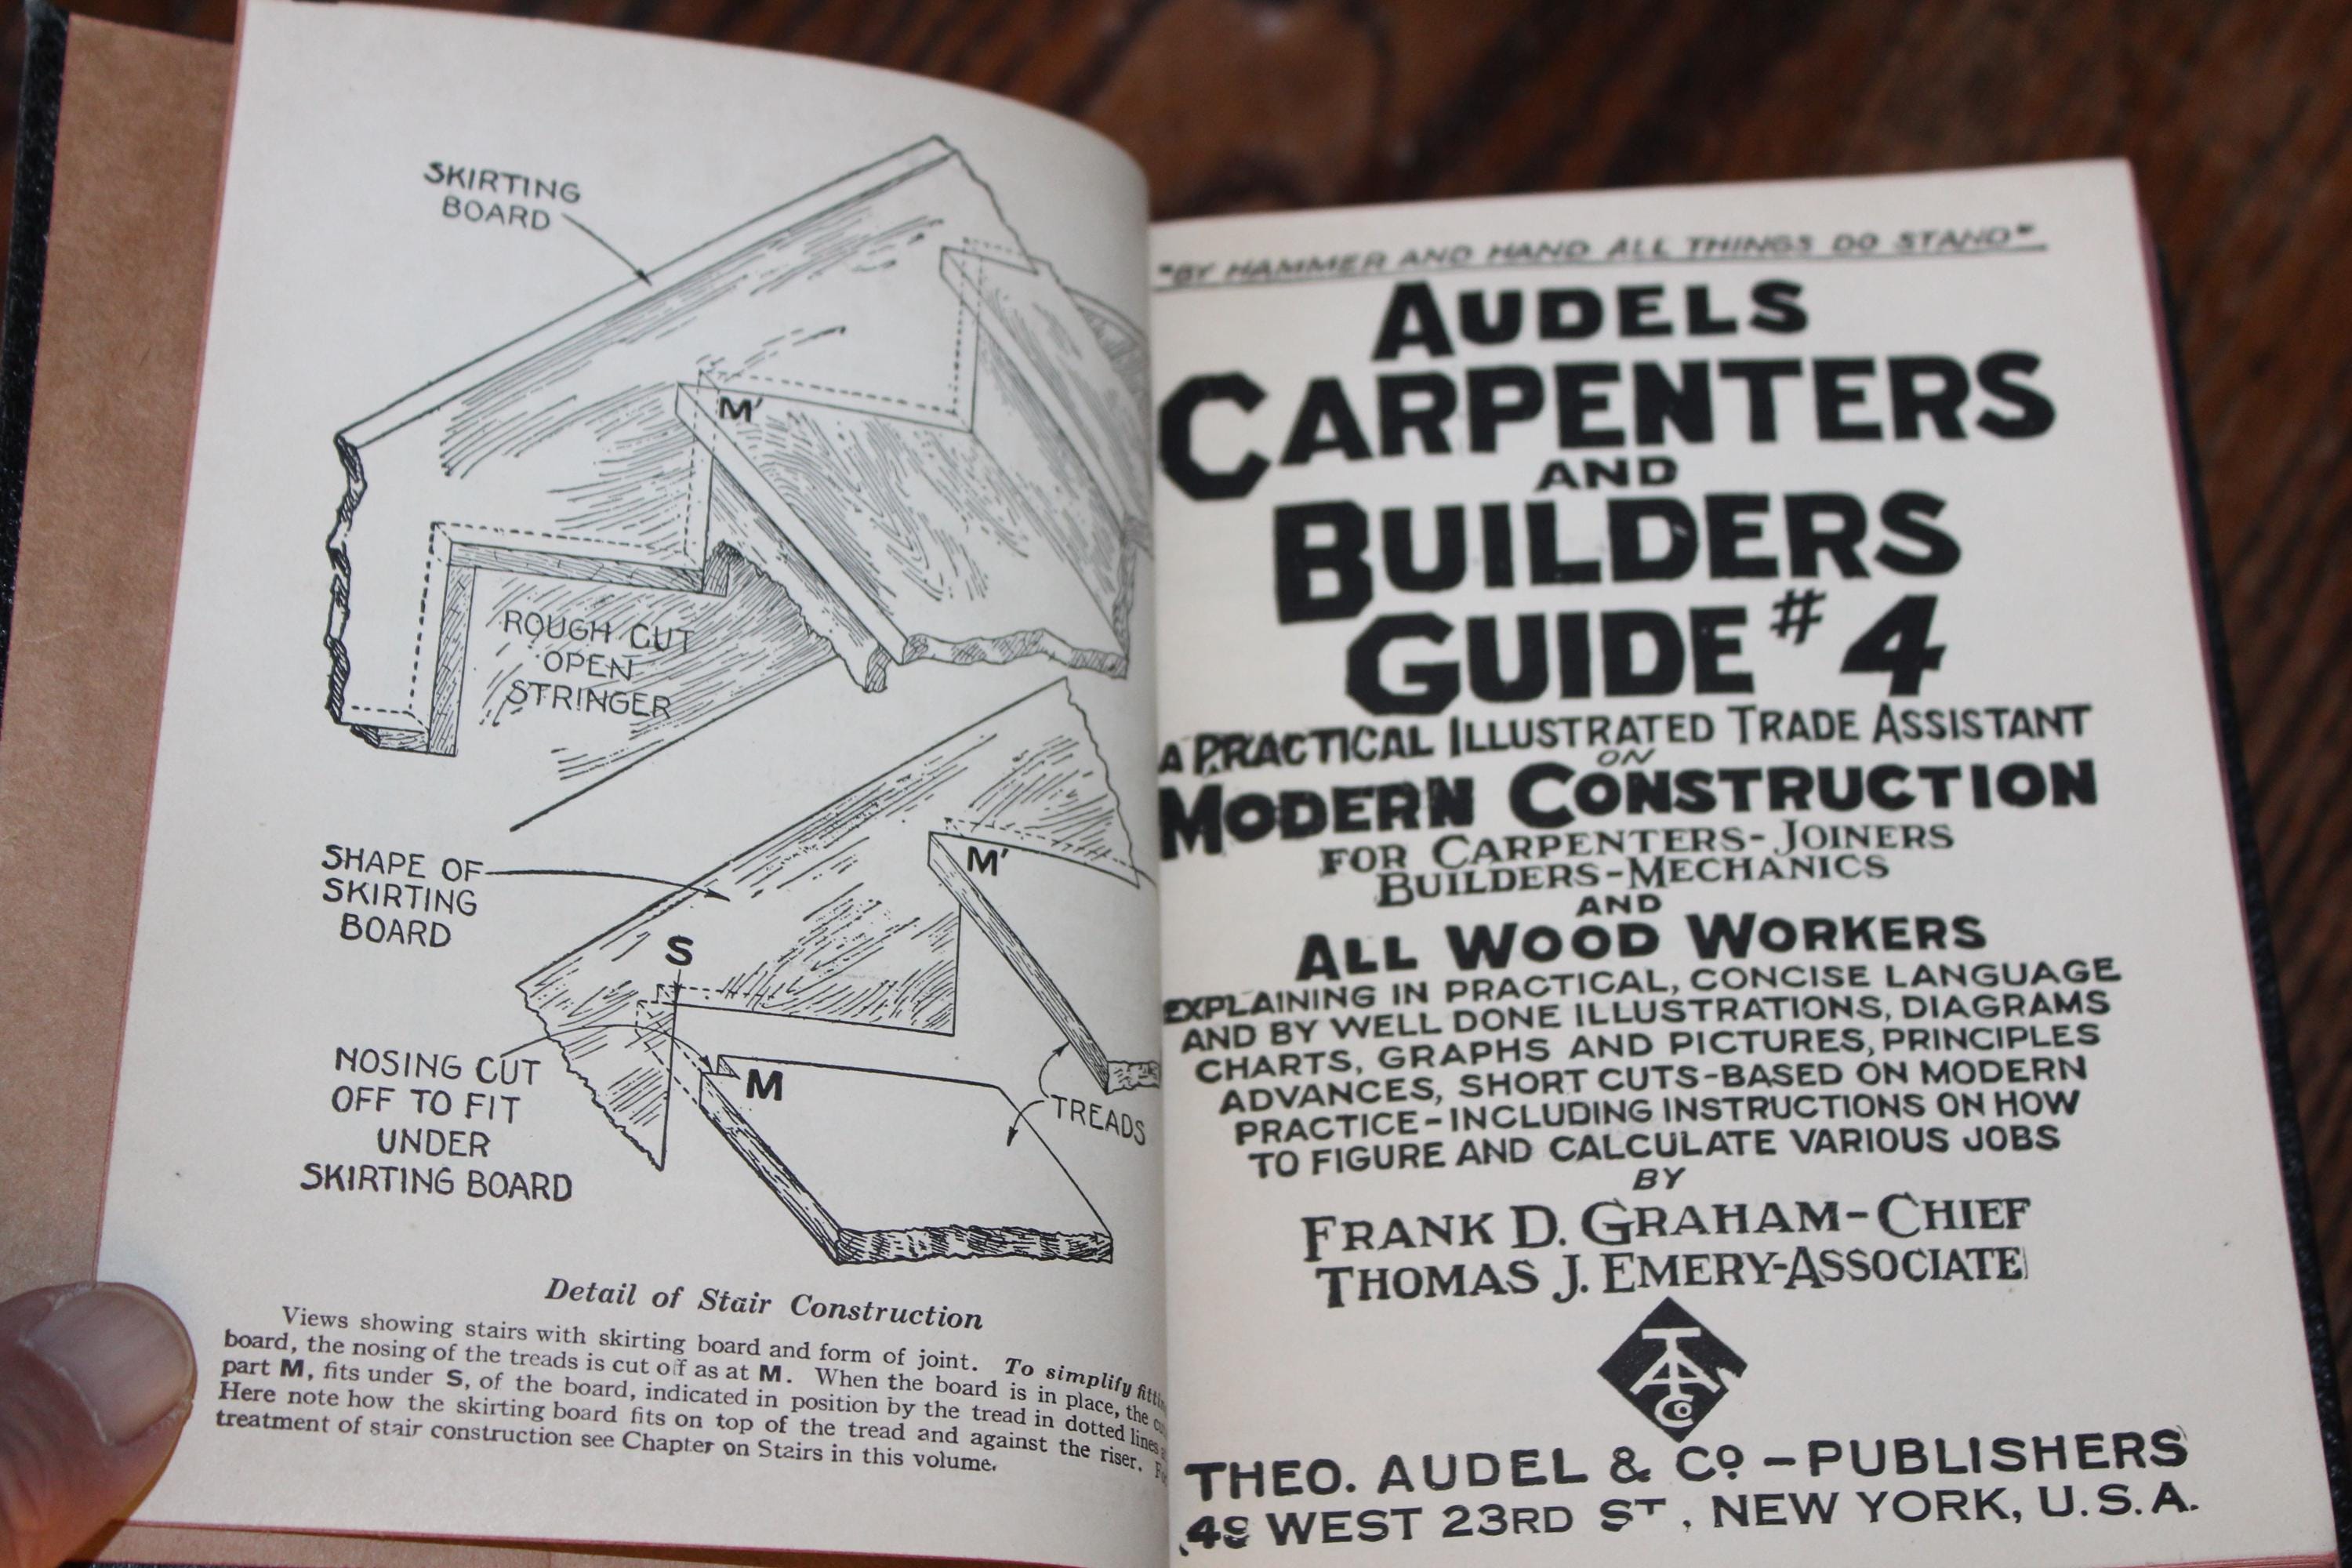 SKIRTING
BOARD
M′
ROUGH CUT
OPEN
STRINGER
SHAPE OF
SKIRTING
BOARD
M′
S
NOSING CUT
OFF TO FIT
UNDER
SKIRTING BOARD
M
TREADS
Detail of Stair Construction
Views showing stairs with skirting board and form of joint. To simplify
board, the nosing of the treads is cut off as at M. When the board is in place, the
part M, fits under S, of the board, indicated in position by the tread in dotted lines
Here note how the skirting board fits on top of the tread and against the riser.
treatment of stair construction see Chapter on Stairs in this volume.
"BY HAMMER AND HAND ALL THINGS DO STAND"
AUDELS
CARPENTERS
AND
BUILDERS
GUIDE #4
A PRACTICAL ILLUSTRATED TRADE ASSISTANT
ON
MODERN CONSTRUCTION
FOR CARPENTERS-JOINERS
BUILDERS-MECHANICS
AND
ALL WOOD WORKERS
EXPLAINING IN PRACTICAL, CONCISE LANGUAGE
AND BY WELL DONE ILLUSTRATIONS, DIAGRAMS
CHARTS, GRAPHS AND PICTURES, PRINCIPLES
ADVANCES, SHORT CUTS-BASED ON MODERN
PRACTICE-INCLUDING INSTRUCTIONS ON HOW
TO FIGURE AND CALCULATE VARIOUS JOBS
BY
FRANK D. GRAHAM-CHIEF
THOMAS J. EMERY-ASSOCIATE
TA Co
THEO. AUDEL & Co - PUBLISHERS
49 WEST 23RD ST, NEW YORK, U.S.A.